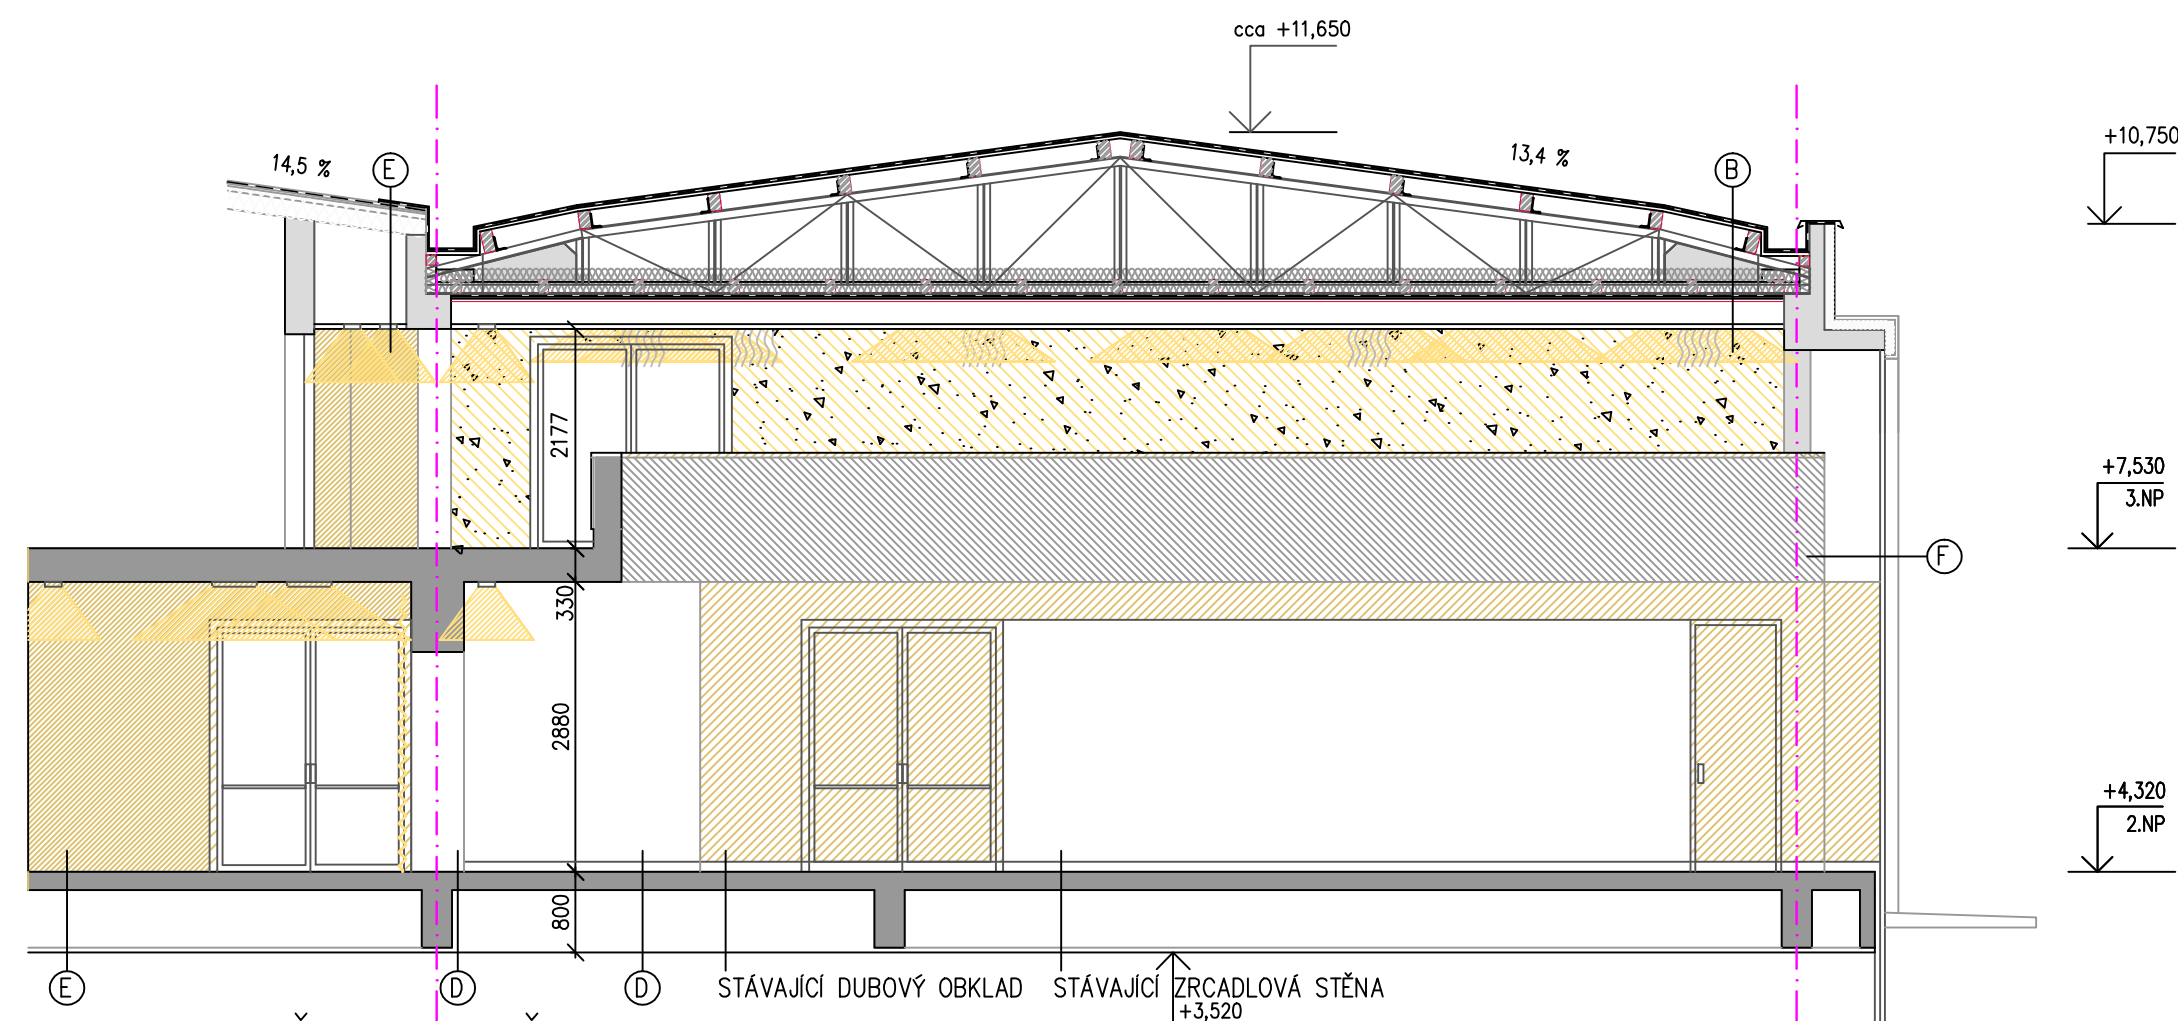 cca +11,650
+10,750
14,5 %
E
13,4 %
B
2177
+7,530
3.NP
F
330
2880
+4,320
2.NP
800
E
D
D
STÁVAJÍCÍ DUBOVÝ OBKLAD
STÁVAJÍCÍ ZRCADLOVÁ STĚNA
+3,520